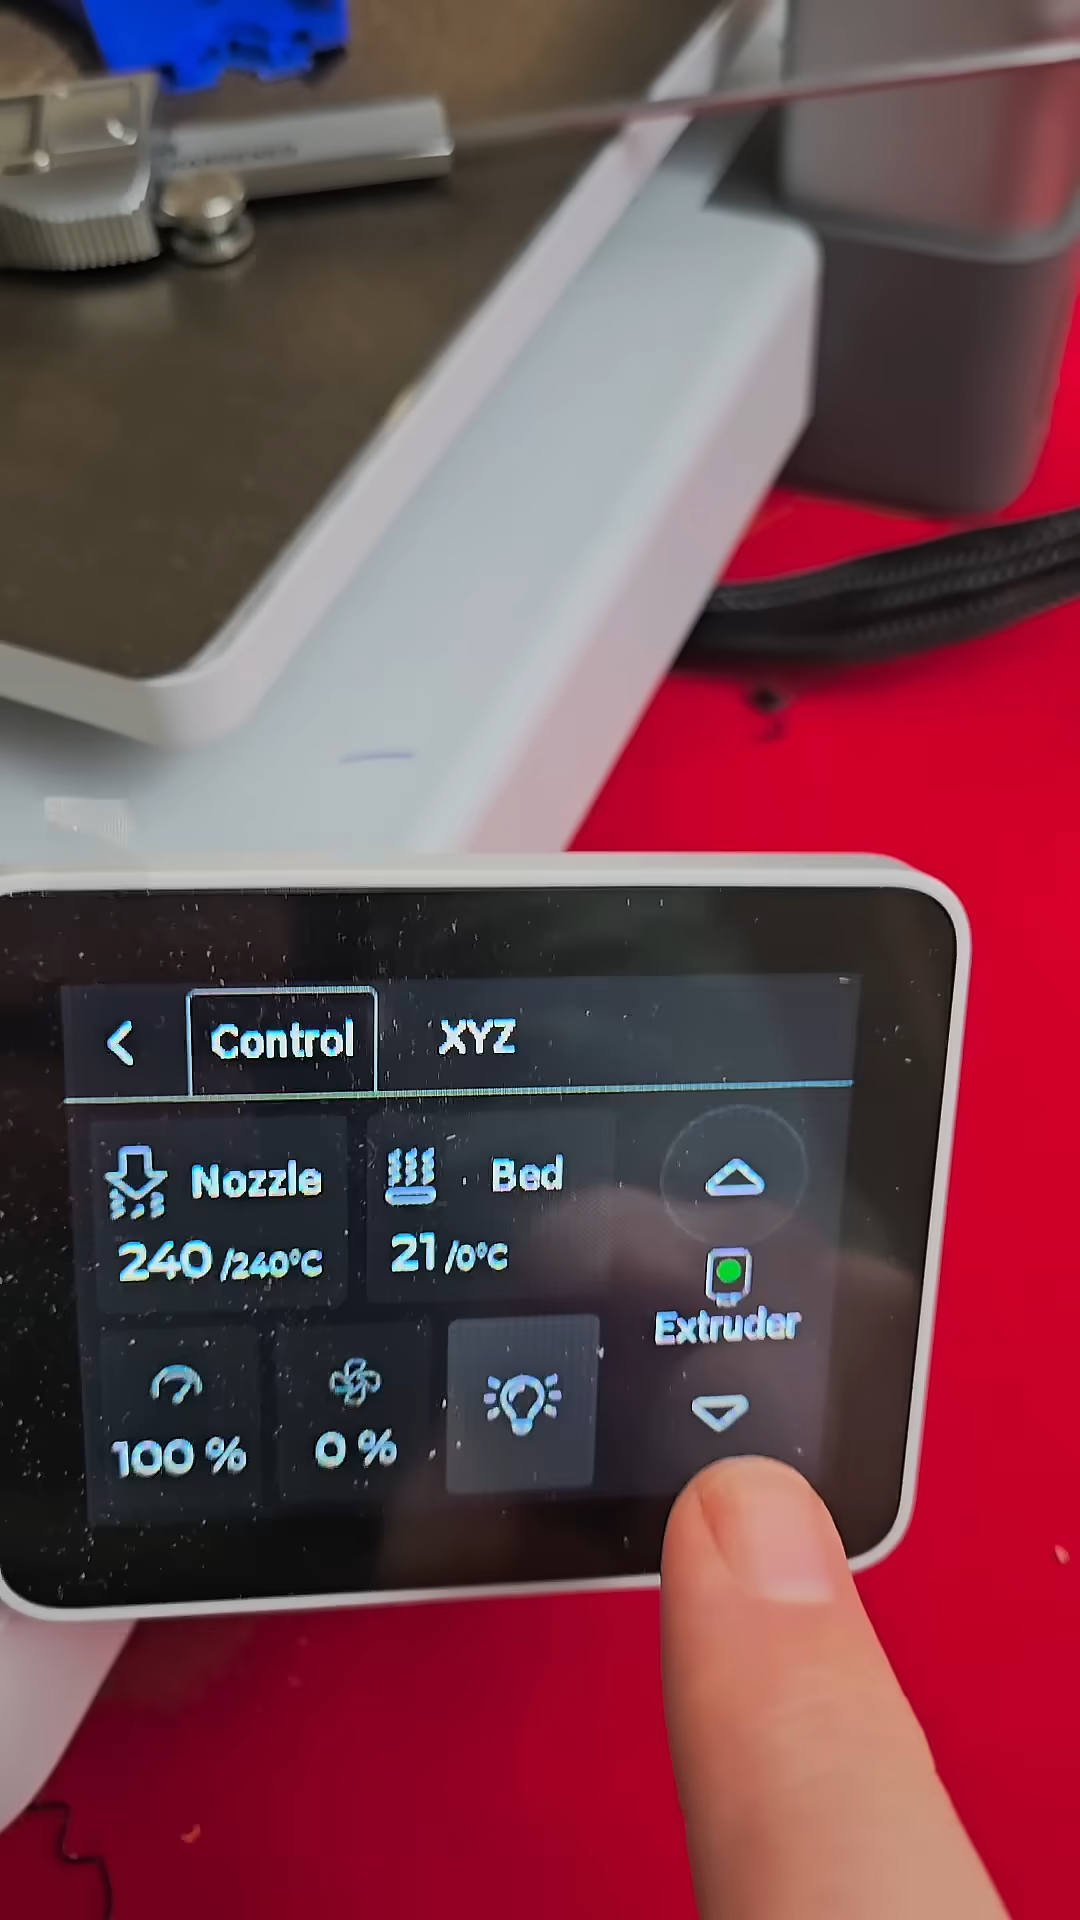 Control XYZ
Nozzle Bed
240/240°C 21/0°C
Extruder
100 % 0 %